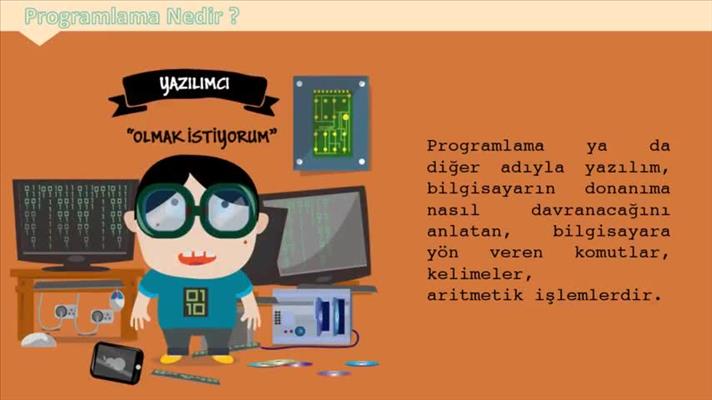 Programlama Nedir ?
YAZILIMCI
"OLMAK İSTİYORUM"
Programlama ya da
diğer adıyla yazılım,
bilgisayarın donanıma
nasıl davranacağını
anlatan, bilgisayara
yön veren komutlar,
kelimeler,
aritmetik işlemlerdir.
01
10